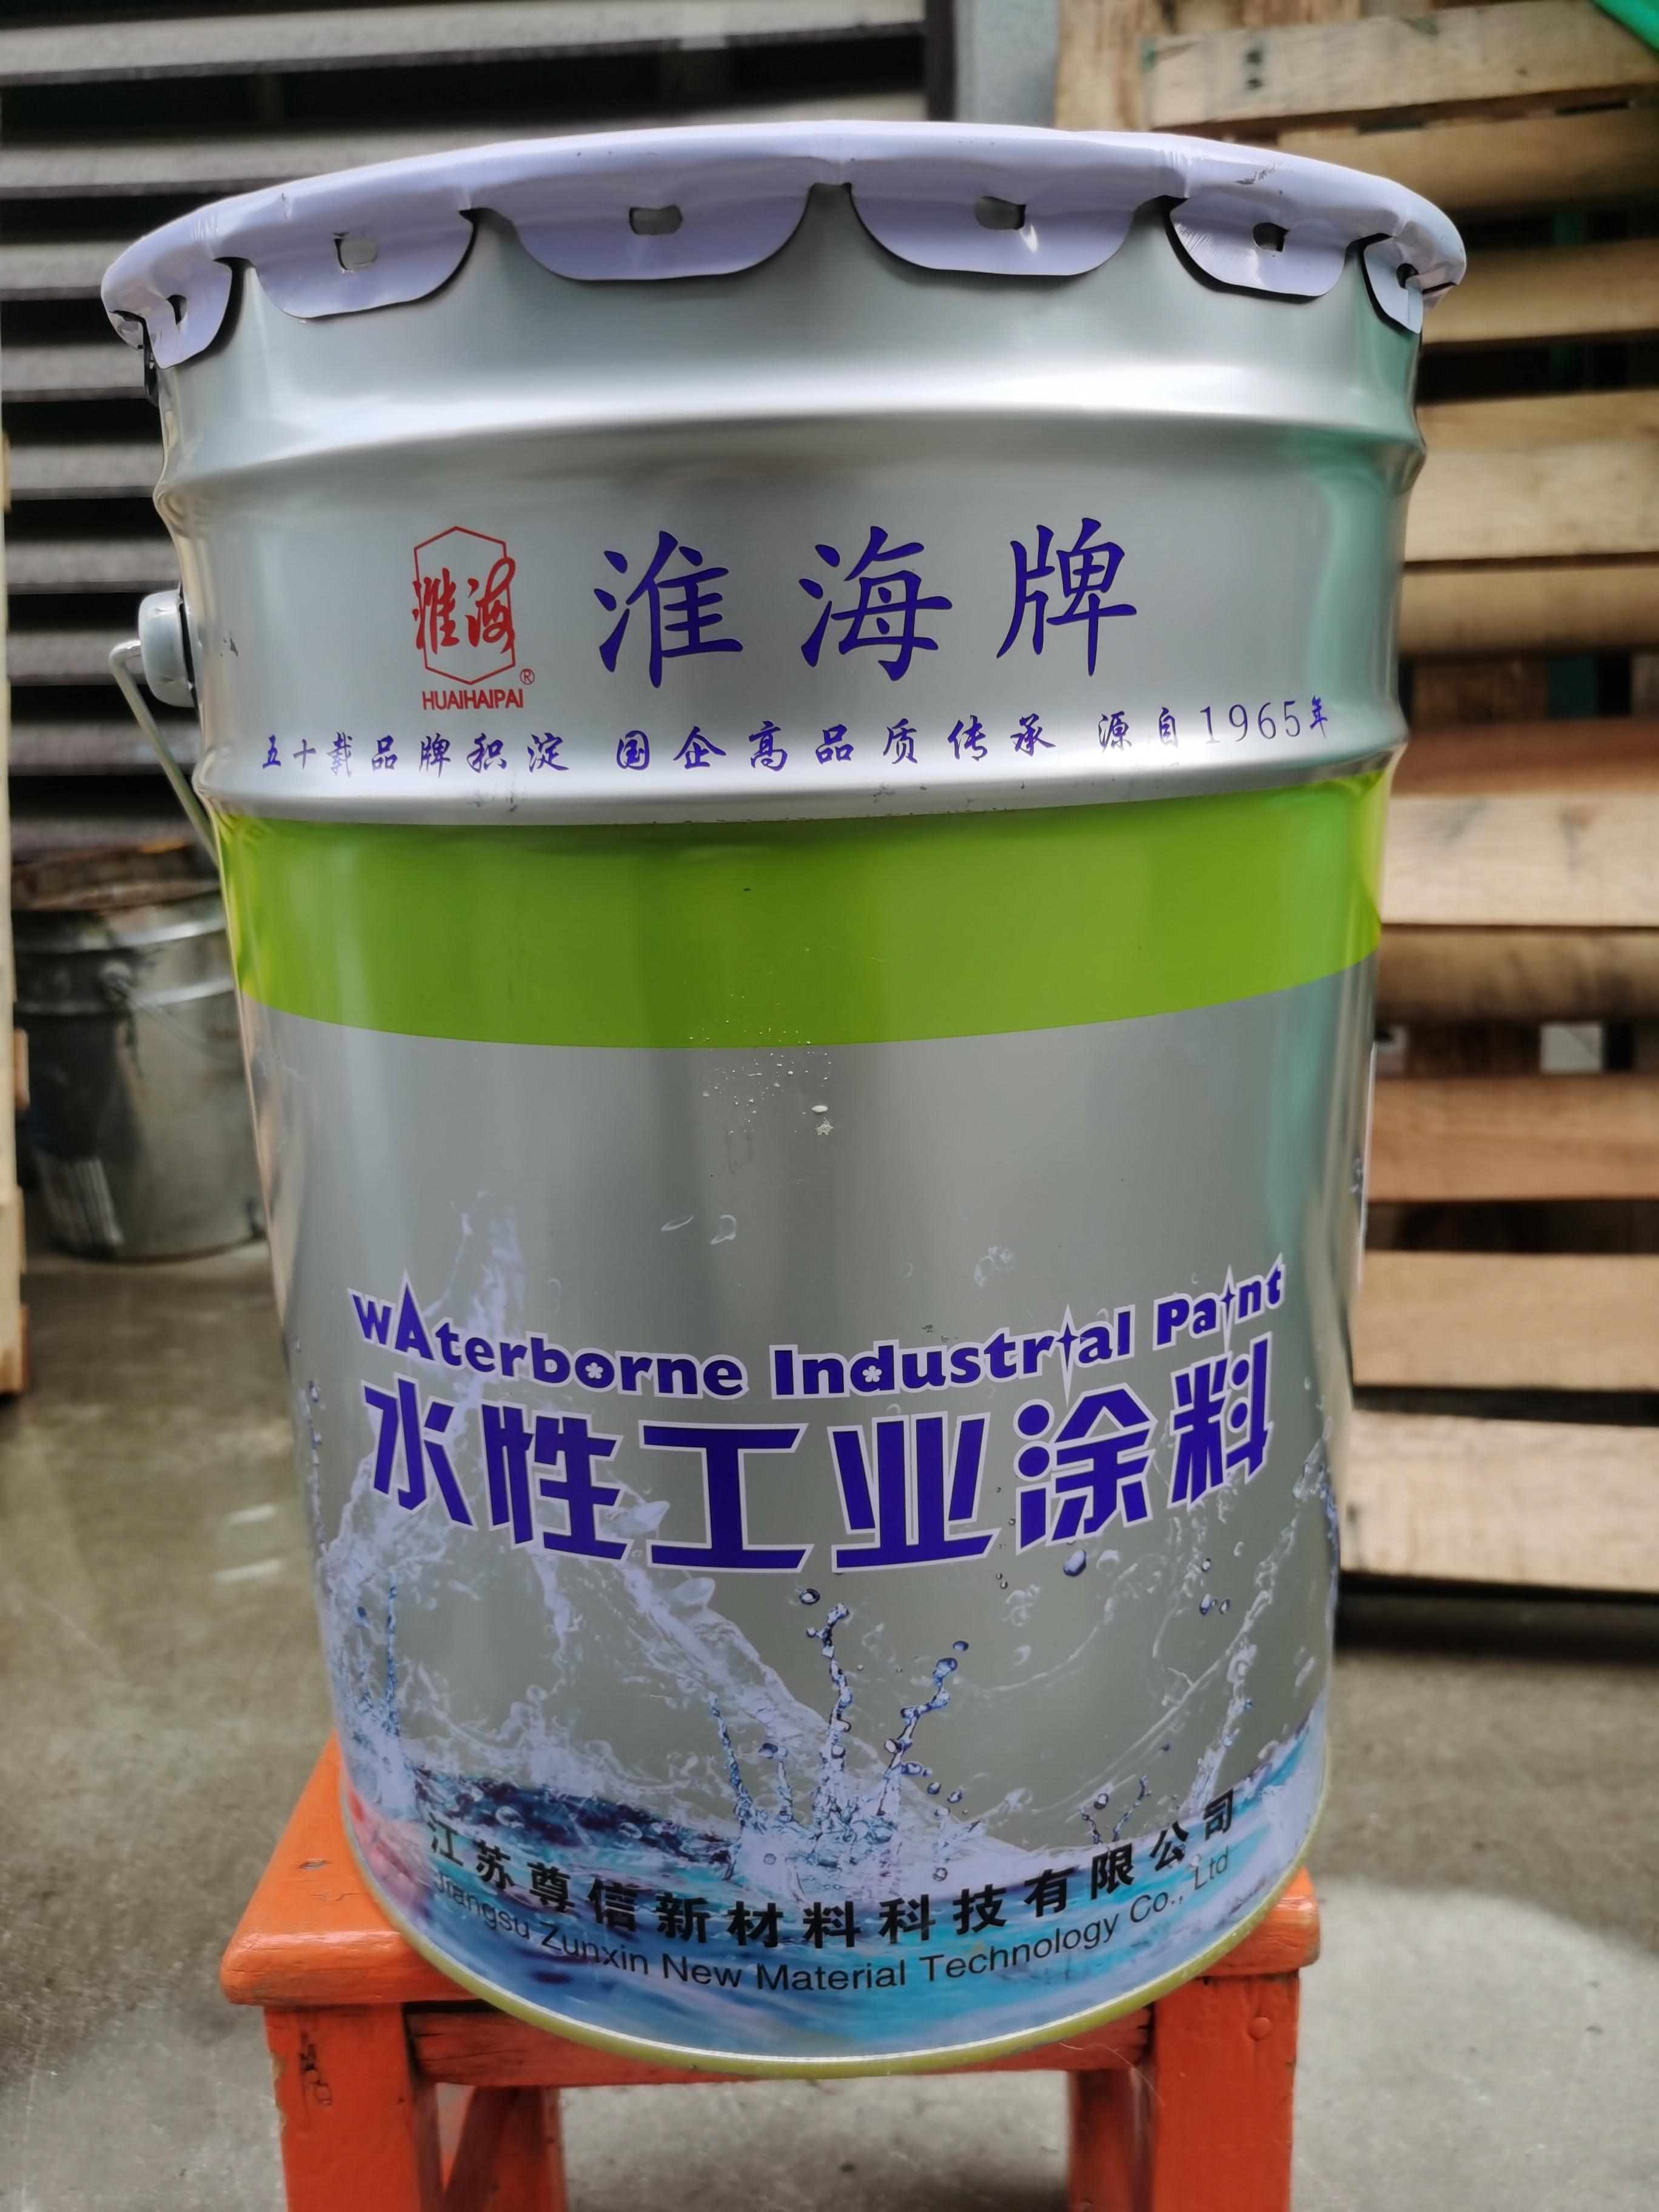 淮海
®
HUAIHAIPAI
淮海牌
五十载品牌积淀 国企高品质传承 源自1965年
WAterborne Industrial Paint
水性工业涂料
江苏尊信新材料科技有限公司
Jiangsu Zunxin New Material Technology Co., Ltd